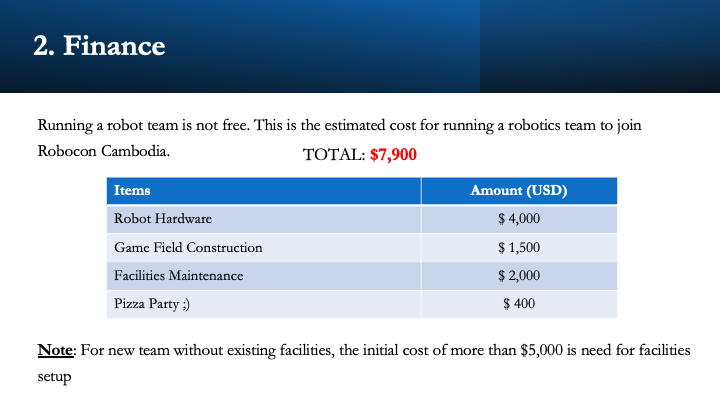 2. Finance
Running a robot team is not free. This is the estimated cost for running a robotics team to join
Robocon Cambodia.
TOTAL: $7,900
Items Amount (USD)
Robot Hardware $ 4,000
Game Field Construction $ 1,500
Facilities Maintenance $ 2,000
Pizza Party ;) $ 400
Note: For new team without existing facilities, the initial cost of more than $5,000 is need for facilities
setup